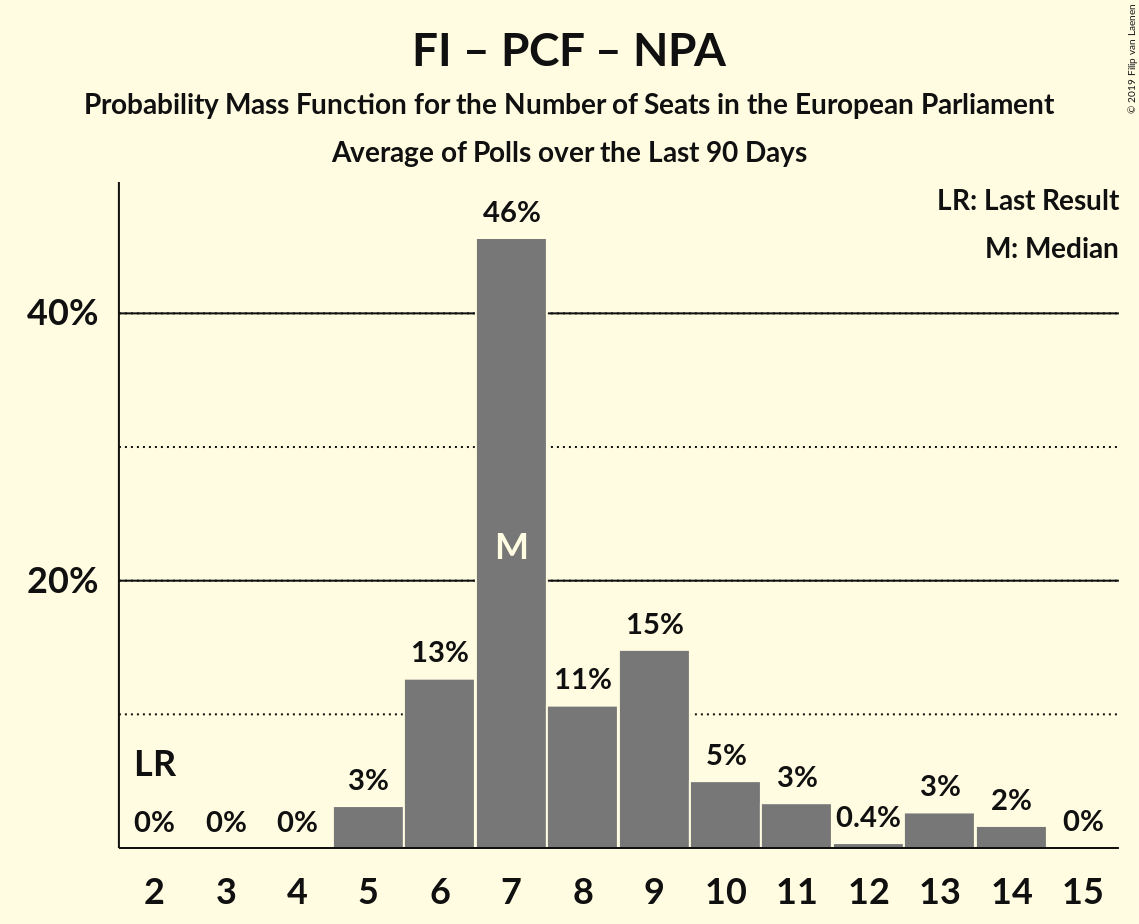 FI – PCF – NPA
Probability Mass Function for the Number of Seats in the European Parliament
Average of Polls over the Last 90 Days
© 2019 Filip van Laenen
LR: Last Result
M: Median
46%
40%
M
20%
15%
13%
11%
LR
5%
3%
3%
3%
2%
0%
0%
0%
0.4%
0%
2 3 4 5 6 7 8 9 10 11 12 13 14 15